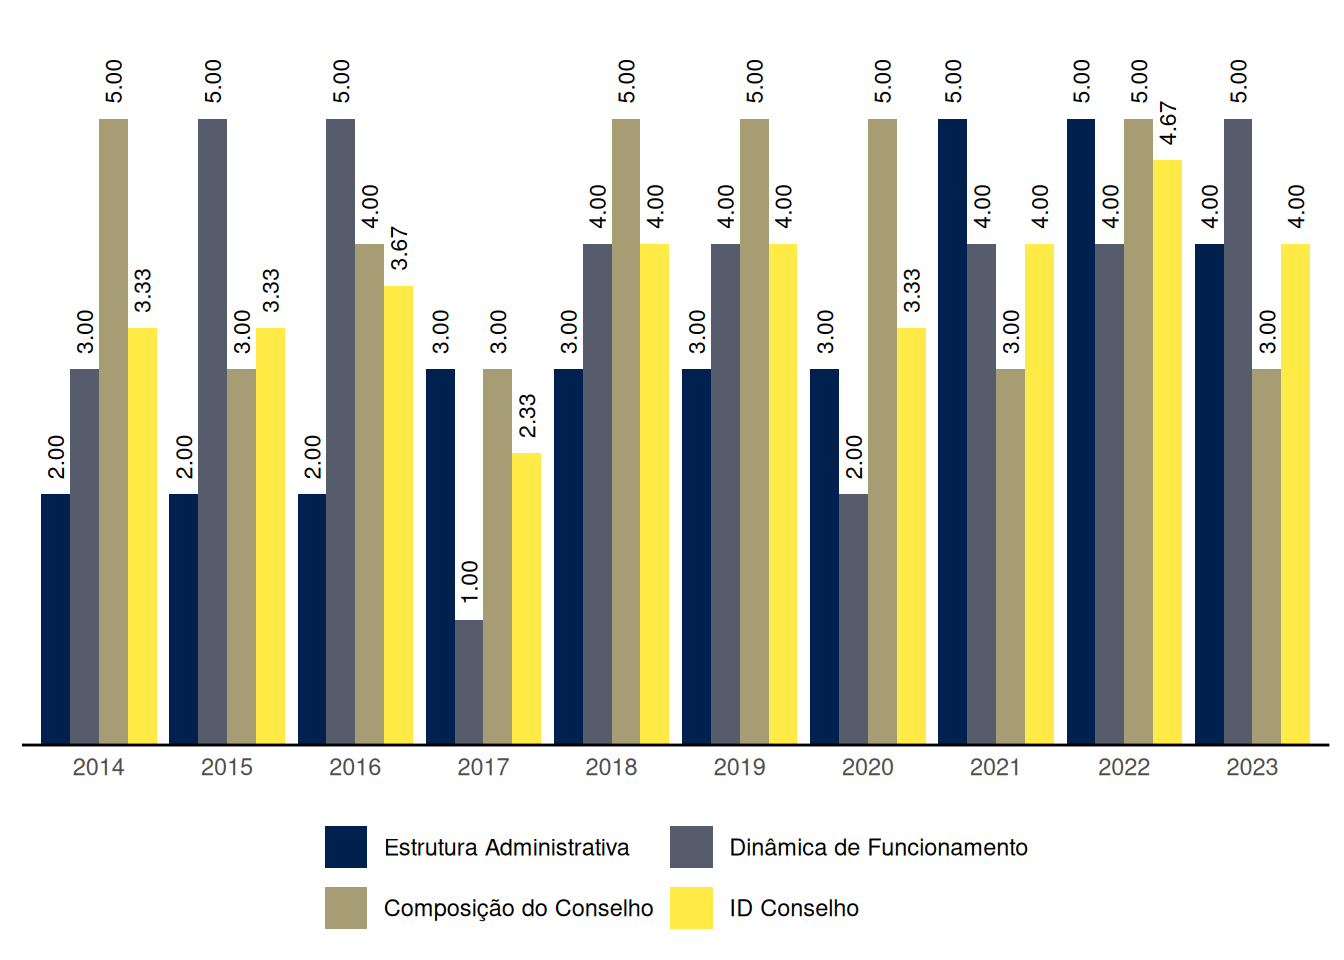 2.00 3.00 5.00 3.33 2.00 5.00 3.00 3.33 2.00 5.00 4.00 3.67 3.00 1.00 3.00 2.33 3.00 4.00 5.00 4.00 3.00 4.00 5.00 4.00 3.00 2.00 5.00 3.33 5.00 4.00 3.00 4.00 5.00 4.00 5.00 4.67 4.00 5.00 3.00 4.00
2014 2015 2016 2017 2018 2019 2020 2021 2022 2023
Estrutura Administrativa Dinâmica de Funcionamento
Composição do Conselho ID Conselho